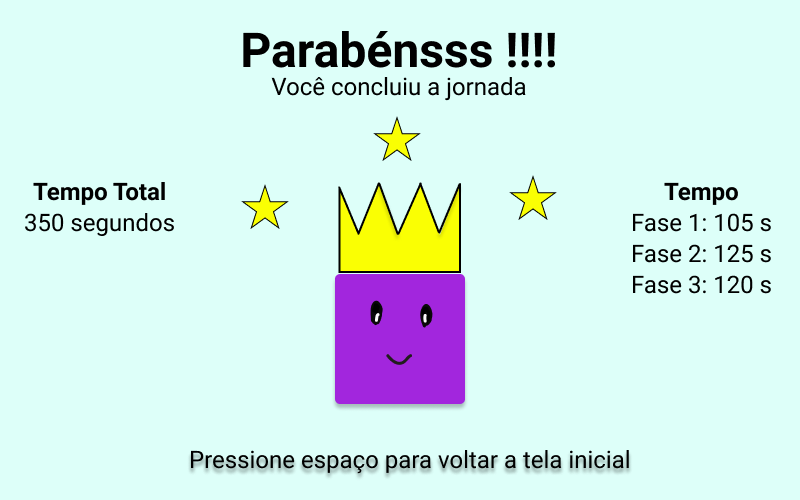 Parabénsss !!!!
Você concluiu a jornada
Tempo Total
350 segundos
Tempo
Fase 1: 105 s
Fase 2: 125 s
Fase 3: 120 s
Pressione espaço para voltar a tela inicial